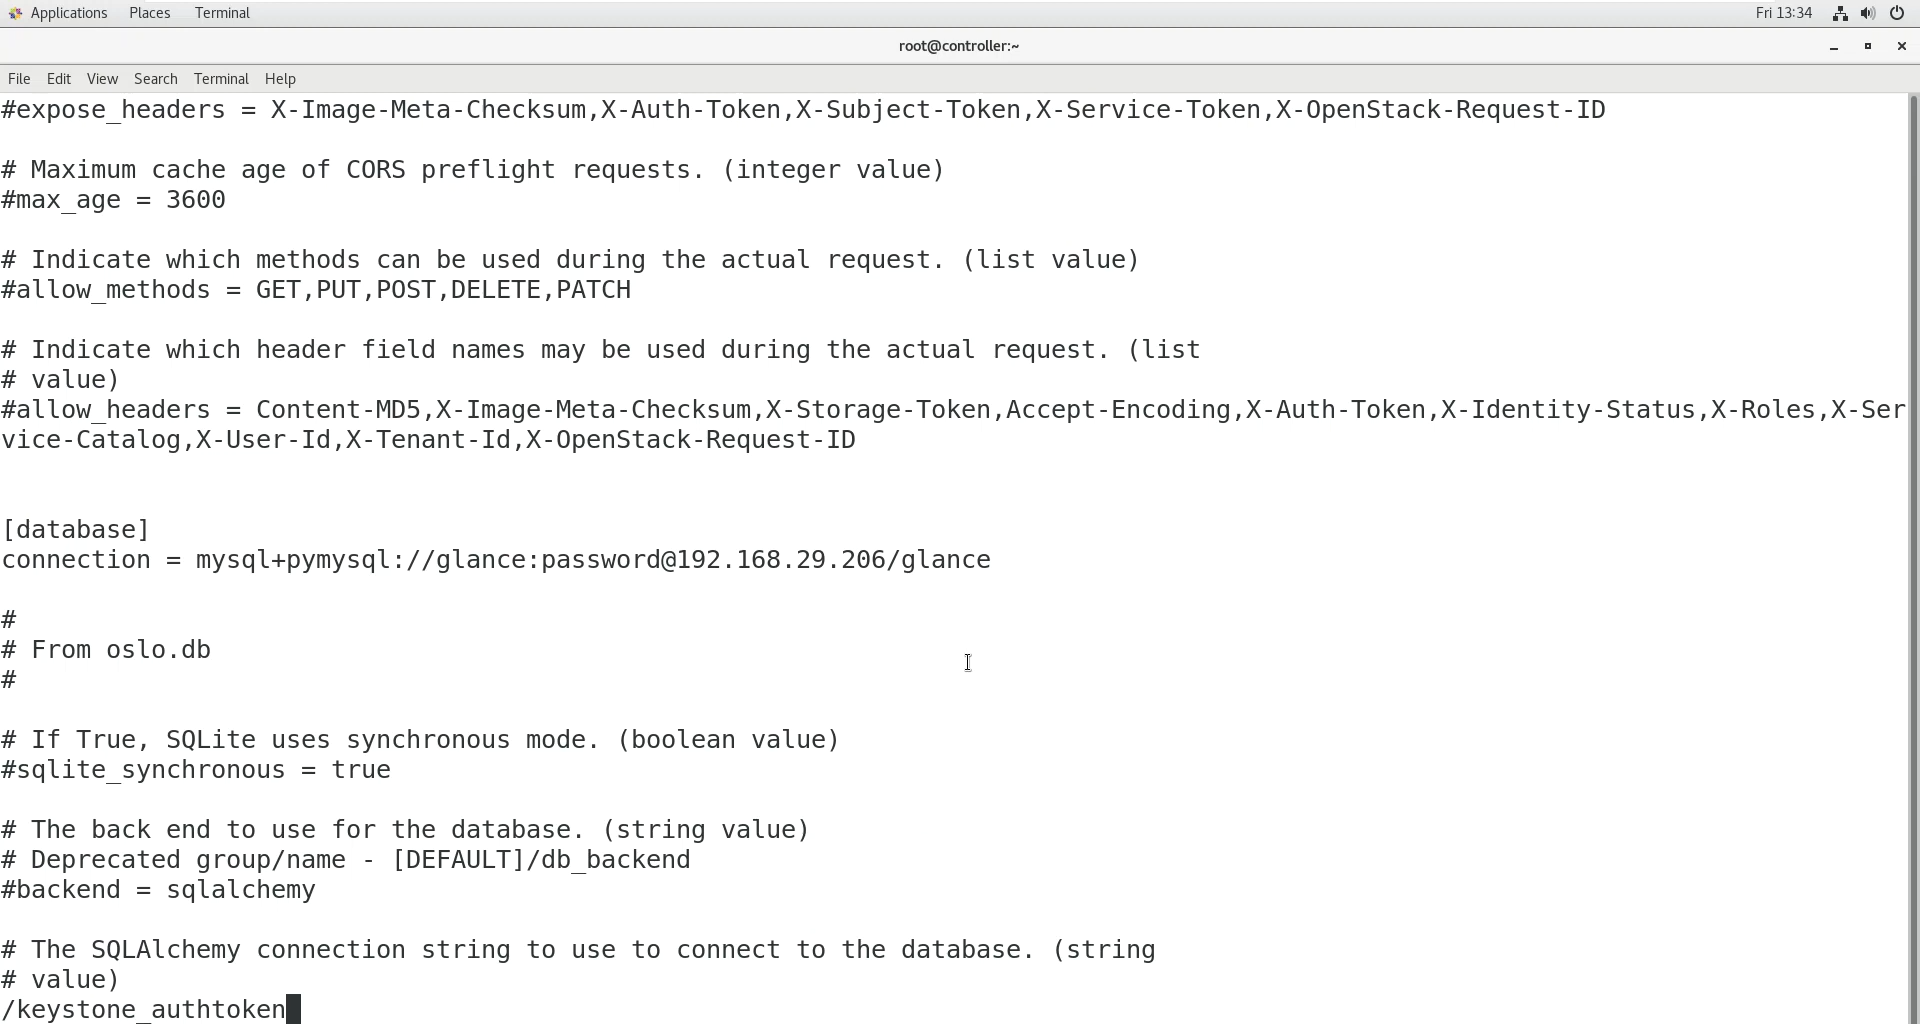 Applications Places Terminal Fri 13:34
root@controller:~
File Edit View Search Terminal Help
#expose_headers = X-Image-Meta-Checksum,X-Auth-Token,X-Subject-Token,X-Service-Token,X-OpenStack-Request-ID
# Maximum cache age of CORS preflight requests. (integer value)
#max_age = 3600
# Indicate which methods can be used during the actual request. (list value)
#allow_methods = GET,PUT,POST,DELETE,PATCH
# Indicate which header field names may be used during the actual request. (list
# value)
#allow_headers = Content-MD5,X-Image-Meta-Checksum,X-Storage-Token,Accept-Encoding,X-Auth-Token,X-Identity-Status,X-Roles,X-Ser
vice-Catalog,X-User-Id,X-Tenant-Id,X-OpenStack-Request-ID
[database]
connection = mysql+pymysql://glance:password@192.168.29.206/glance
#
# From oslo.db
#
# If True, SQLite uses synchronous mode. (boolean value)
#sqlite_synchronous = true
# The back end to use for the database. (string value)
# Deprecated group/name - [DEFAULT]/db_backend
#backend = sqlalchemy
# The SQLAlchemy connection string to use to connect to the database. (string
# value)
/keystone_authtoken